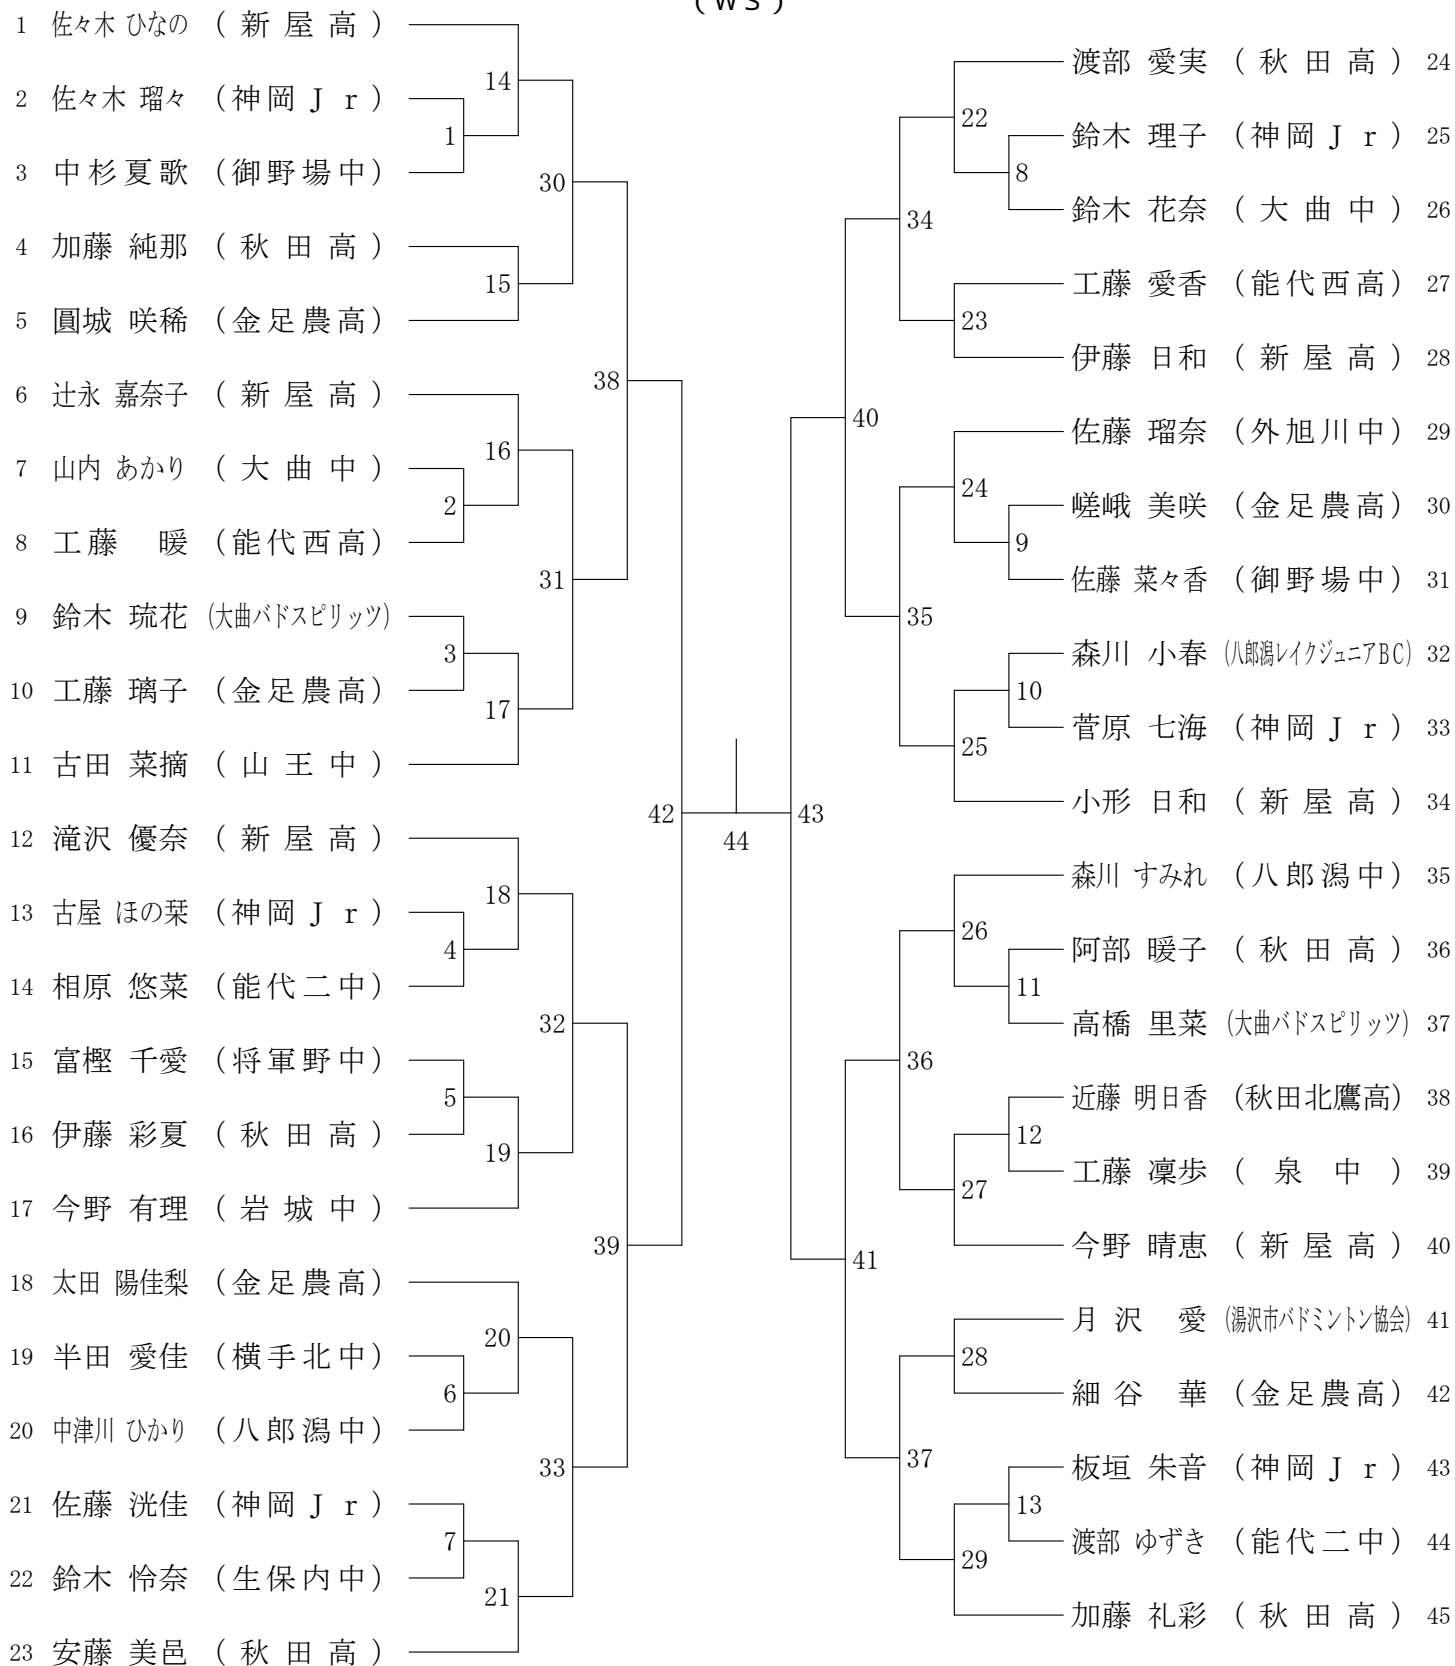 (WS)
1 佐々木 ひなの (新屋高)
2 佐々木 瑠々 (神岡Jr)
3 中杉夏歌 (御野場中)
4 加藤 純那 (秋田高)
5 圓城 咲稀 (金足農高)
6 辻永 嘉奈子 (新屋高)
7 山内 あかり (大曲中)
8 工藤 暖 (能代西高)
9 鈴木 琉花 (大曲バドスピリッツ)
10 工藤 璃子 (金足農高)
11 古田 菜摘 (山王中)
12 滝沢 優奈 (新屋高)
13 古屋 ほの栞 (神岡Jr)
14 相原 悠菜 (能代二中)
15 富樫 千愛 (将軍野中)
16 伊藤 彩夏 (秋田高)
17 今野 有理 (岩城中)
18 太田 陽佳梨 (金足農高)
19 半田 愛佳 (横手北中)
20 中津川 ひかり (八郎潟中)
21 佐藤 洸佳 (神岡Jr)
22 鈴木 怜奈 (生保内中)
23 安藤 美邑 (秋田高)
14
1
30
15
38
16
2
31
3
17
42
18
4
32
5
19
39
20
6
33
7
21
44
43
22
8
34
23
40
24
9
35
10
25
26
11
36
12
27
41
28
37
13
29
渡部 愛実 (秋田高) 24
鈴木 理子 (神岡Jr) 25
鈴木 花奈 (大曲中) 26
工藤 愛香 (能代西高) 27
伊藤 日和 (新屋高) 28
佐藤 瑠奈 (外旭川中) 29
嵯峨 美咲 (金足農高) 30
佐藤 菜々香 (御野場中) 31
森川 小春 (八郎潟レイクジュニアBC) 32
菅原 七海 (神岡Jr) 33
小形 日和 (新屋高) 34
森川 すみれ (八郎潟中) 35
阿部 暖子 (秋田高) 36
高橋 里菜 (大曲バドスピリッツ) 37
近藤 明日香 (秋田北鷹高) 38
工藤 凜歩 (泉中) 39
今野 晴恵 (新屋高) 40
月沢 愛 (湯沢市バドミントン協会) 41
細谷 華 (金足農高) 42
板垣 朱音 (神岡Jr) 43
渡部 ゆずき (能代二中) 44
加藤 礼彩 (秋田高) 45